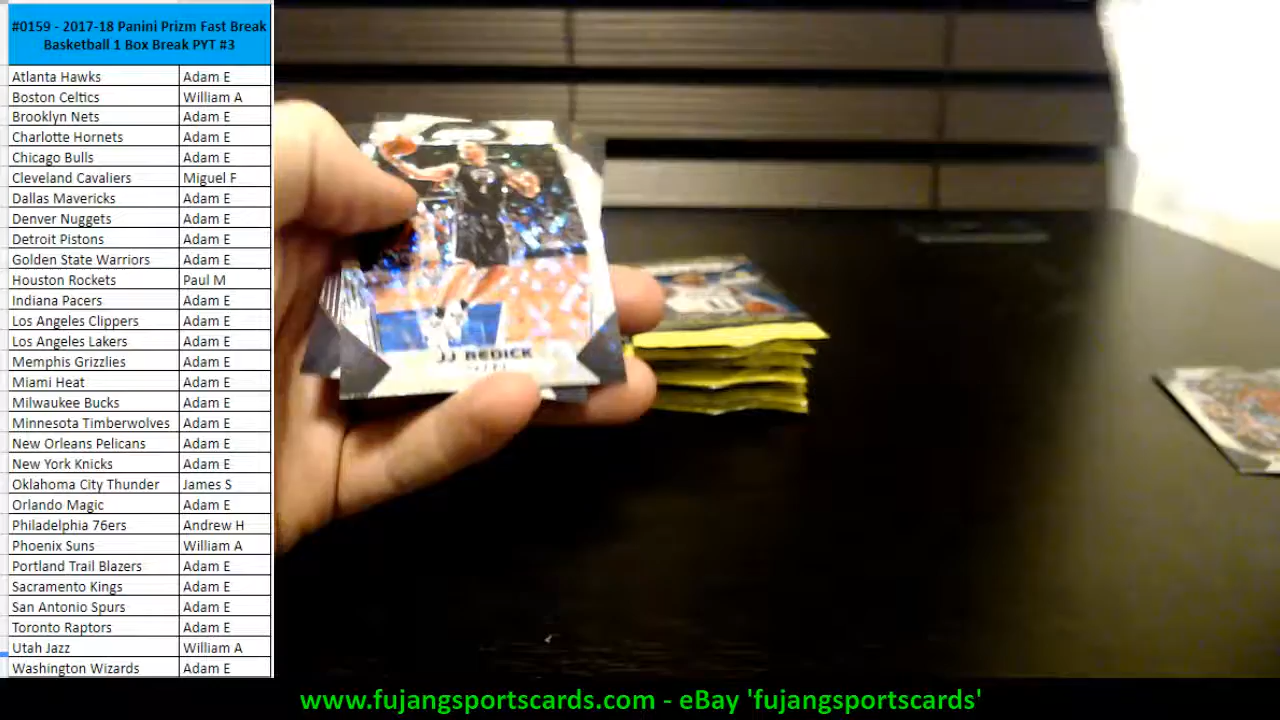 #0159 - 2017-18 Panini Prizm Fast Break
Basketball 1 Box Break PYT #3
Atlanta Hawks Adam E
Boston Celtics William A
Brooklyn Nets Adam E
Charlotte Hornets Adam E
Chicago Bulls Adam E
Cleveland Cavaliers Miguel F
Dallas Mavericks Adam E
Denver Nuggets Adam E
Detroit Pistons Adam E
Golden State Warriors Adam E
Houston Rockets Paul M
Indiana Pacers Adam E
Los Angeles Clippers Adam E
Los Angeles Lakers Adam E
Memphis Grizzlies Adam E
Miami Heat Adam E
Milwaukee Bucks Adam E
Minnesota Timberwolves Adam E
New Orleans Pelicans Adam E
New York Knicks Adam E
Oklahoma City Thunder James S
Orlando Magic Adam E
Philadelphia 76ers Andrew H
Phoenix Suns William A
Portland Trail Blazers Adam E
Sacramento Kings Adam E
San Antonio Spurs Adam E
Toronto Raptors Adam E
Utah Jazz William A
Washington Wizards Adam E
JJ REDICK
www.fujangsportscards.com - eBay 'fujangsportscards'